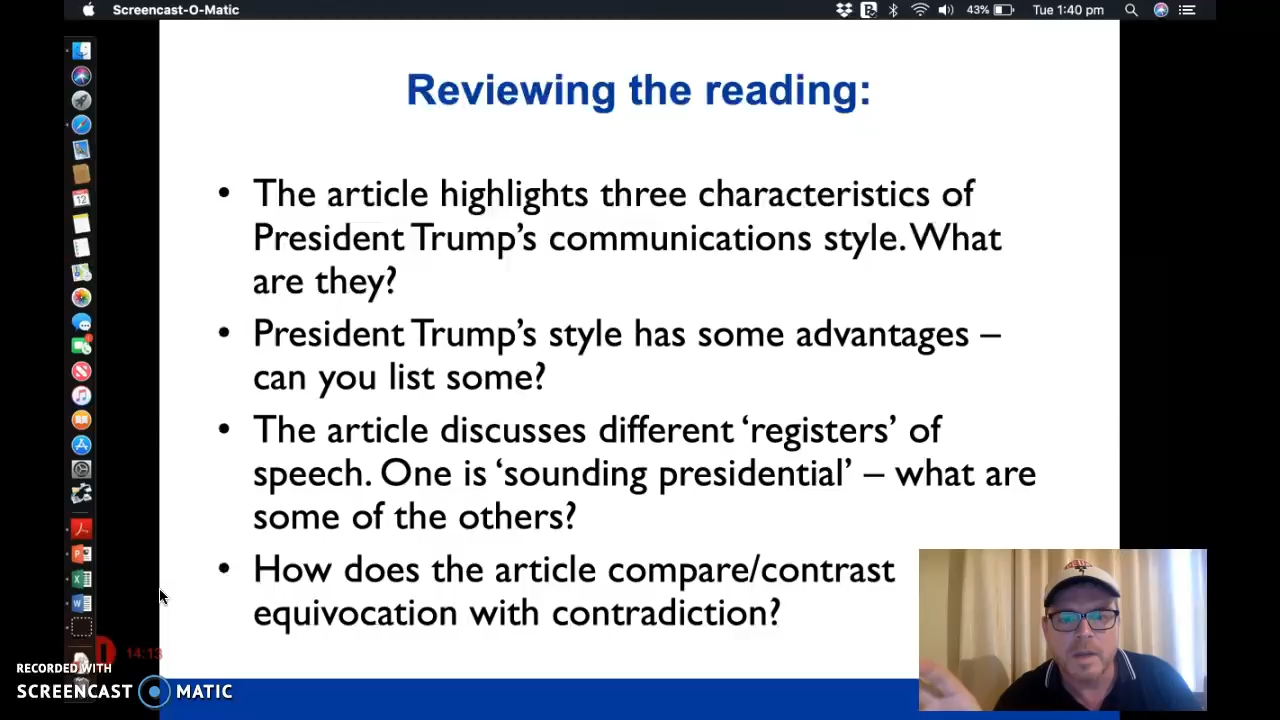 Screencast-O-Matic
43%
Tue 1:40 pm
Reviewing the reading:
• The article highlights three characteristics of
President Trump’s communications style. What
are they?
• President Trump’s style has some advantages –
can you list some?
• The article discusses different ‘registers’ of
speech. One is ‘sounding presidential’ – what are
some of the others?
• How does the article compare/contrast
equivocation with contradiction?
12
14:13
RECORDED WITH
SCREENCAST MATIC